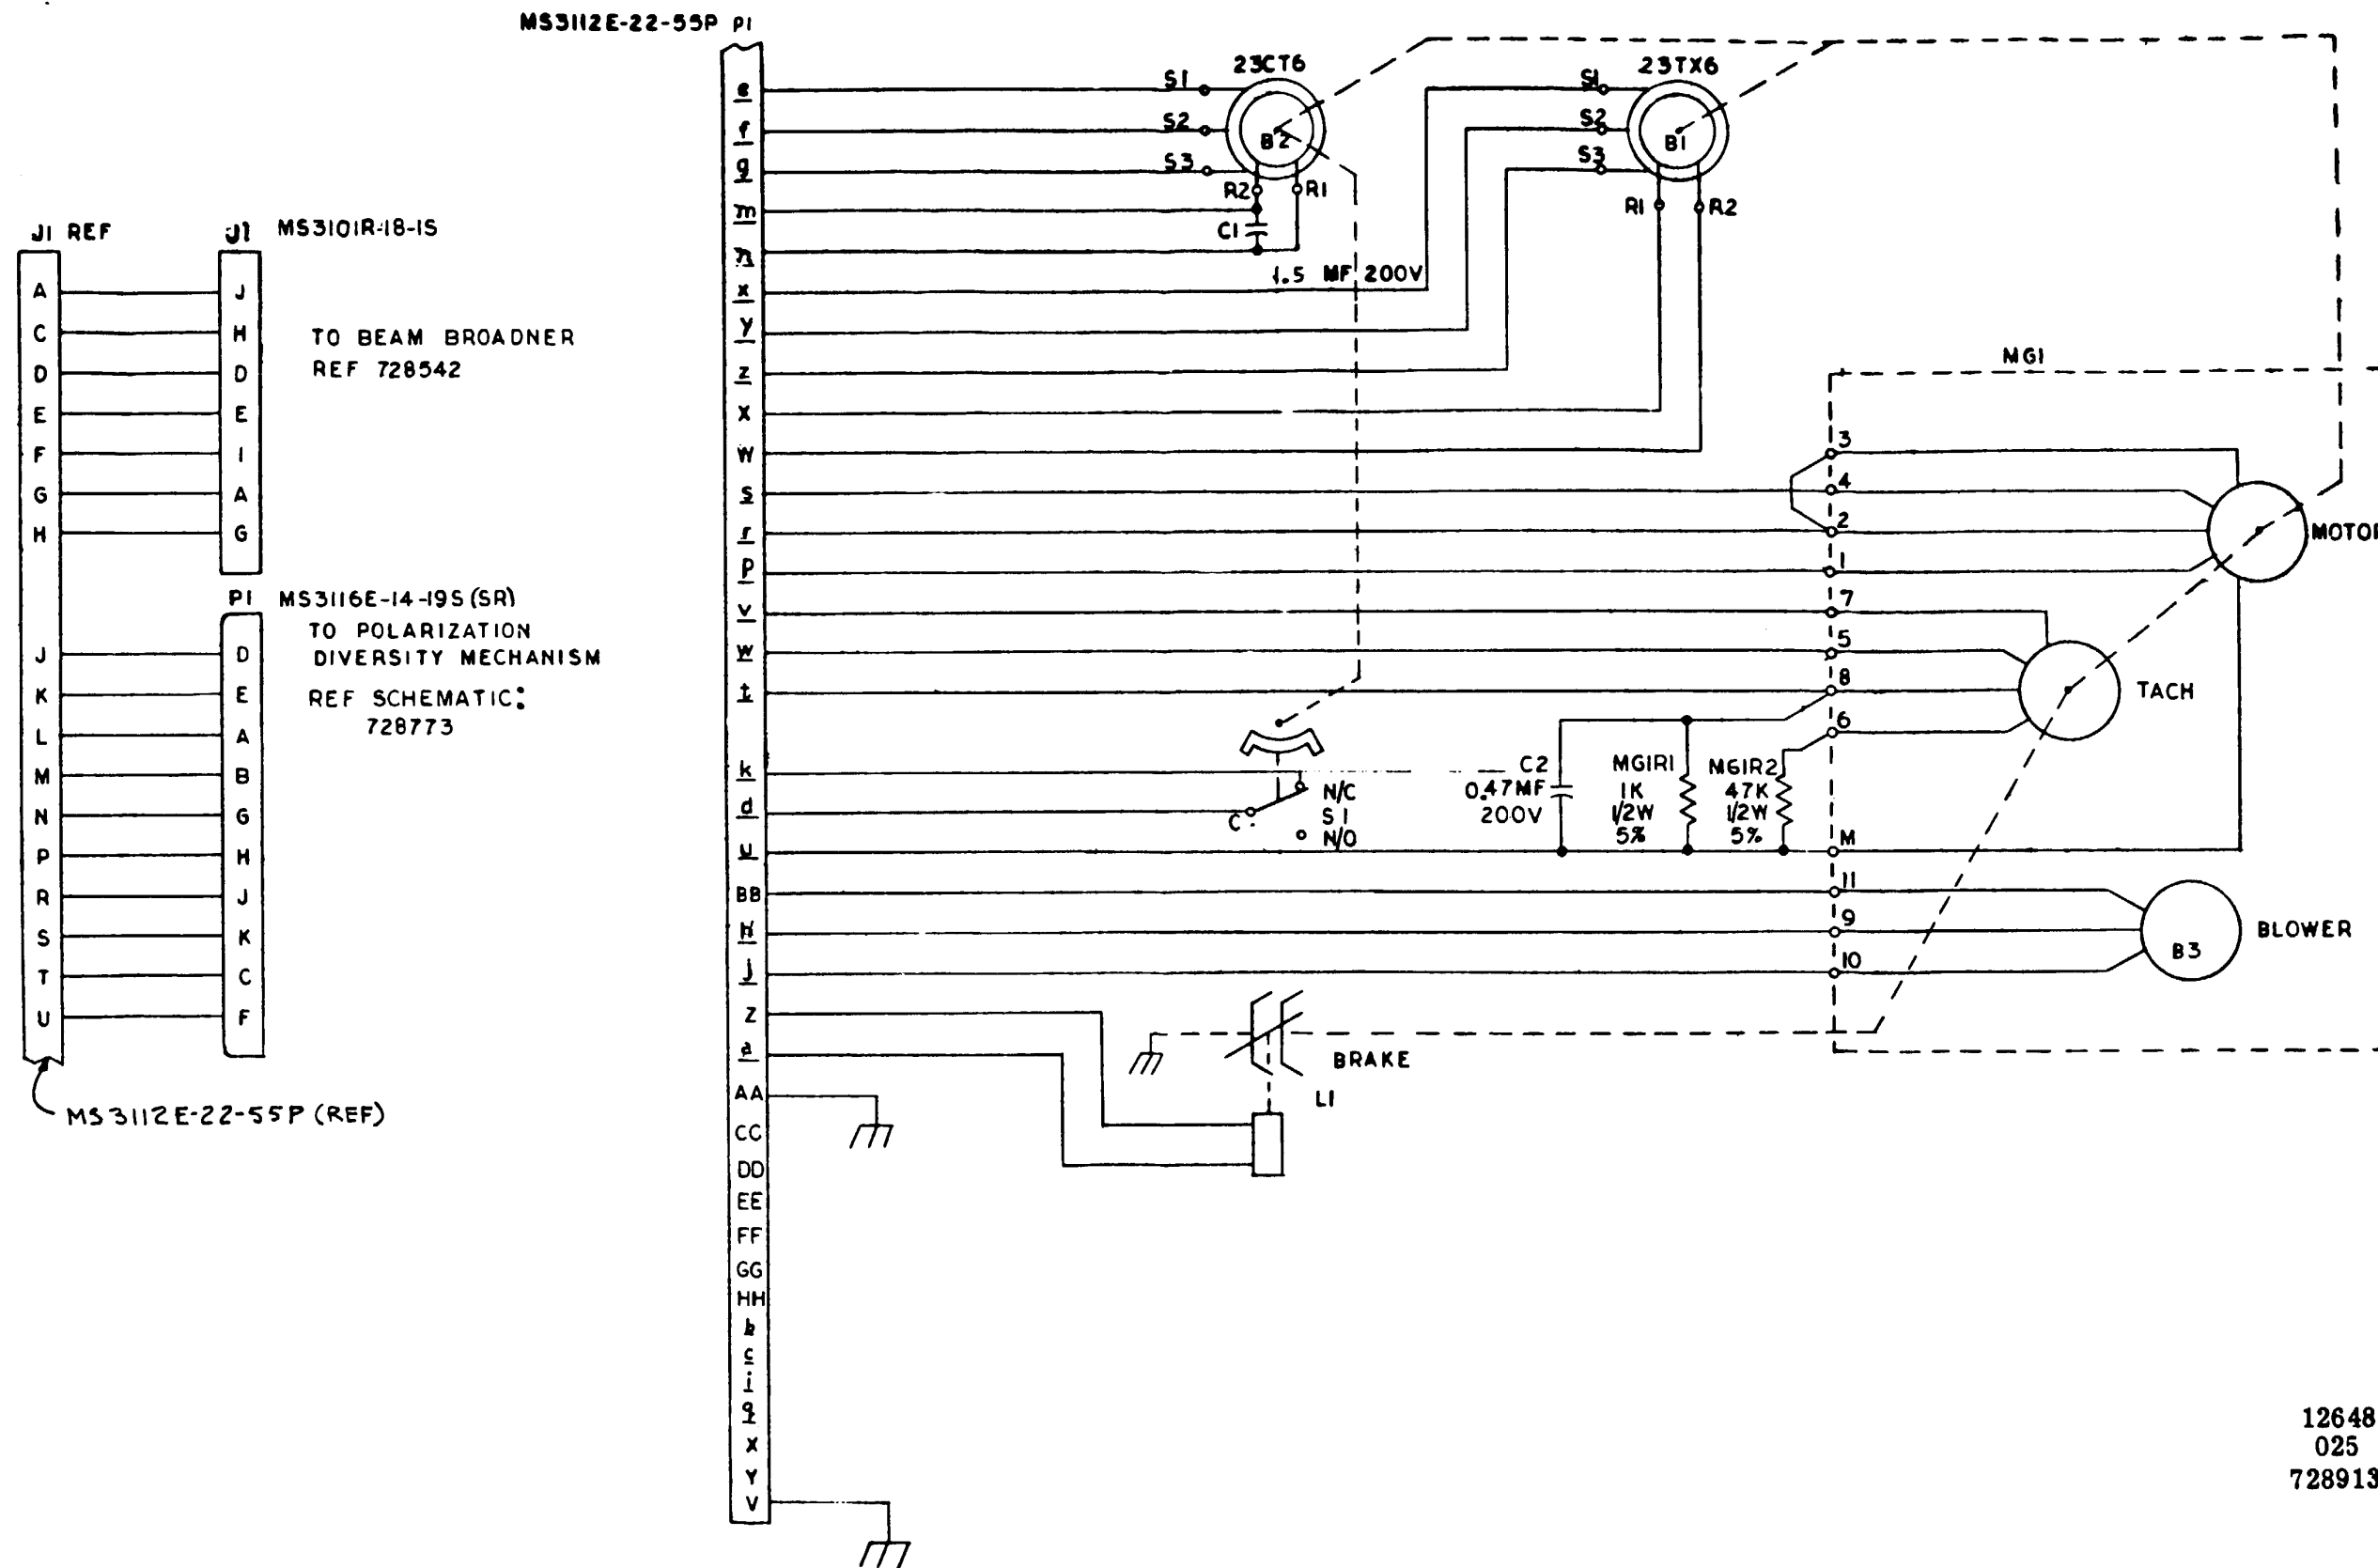 MS3112E-22-55P P1
J1 REF
J1 MS3101R-18-1S
A J
C H
D D
E E
F I
G A
H G
TO BEAM BROADNER
REF 728542
P1 MS3116E-14-19S (SR)
TO POLARIZATION
DIVERSITY MECHANISM
REF SCHEMATIC:
728773
J D
K E
L A
M B
N G
P H
R J
S K
T C
U F
MS 3112E-22-55P (REF)
e
f
g
m
n
x
y
z
X
W
s
r
p
v
w
t
k
d
u
BB
H
j
Z
a
AA
CC
DD
EE
FF
GG
HH
b
c
i
q
X
Y
V
23CT6
S1
S2
S3
B2
R2
R1
C1
1.5 MF 200V
23TX6
S1
S2
S3
B1
R1
R2
MG1
3
4
2
1
7
5
8
6
M
11
9
10
MOTOR
TACH
C2
0.47MF
200V
MG1R1
1K
1/2W
5%
MG1R2
47K
1/2W
5%
N/C
S1
N/O
C
B3
BLOWER
BRAKE
L1
12648
025
728913